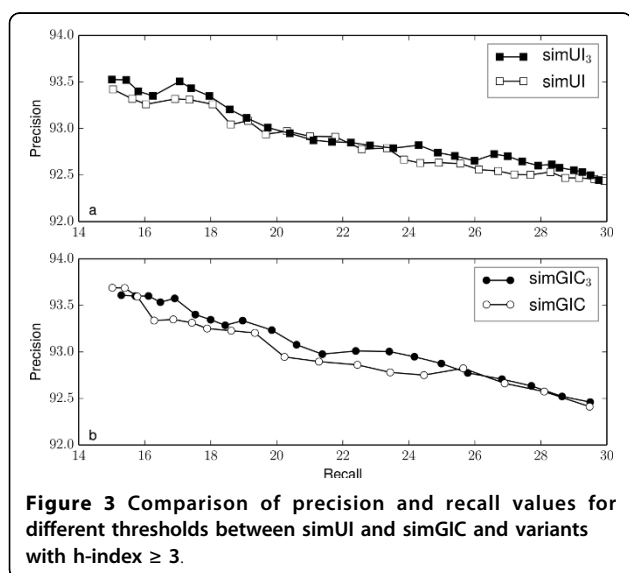 94.0
93.5
93.0
92.5
92.0
Precision
simUI₃
simUI
a
14 16 18 20 22 24 26 28 30
94.0
93.5
93.0
92.5
92.0
Precision
simGIC₃
simGIC
b
14 16 18 20 22 24 26 28 30
Recall
Figure 3 Comparison of precision and recall values for
different thresholds between simUI and simGIC and variants
with h-index ≥ 3.